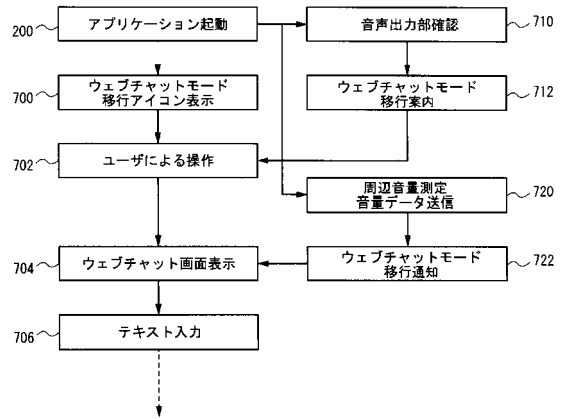 200
アプリケーション起動
音声出力部確認
710
700
ウェブチャットモード
移行アイコン表示
ウェブチャットモード
移行案内
712
702
ユーザによる操作
周辺音量測定
音量データ送信
720
704
ウェブチャット画面表示
ウェブチャットモード
移行通知
722
706
テキスト入力